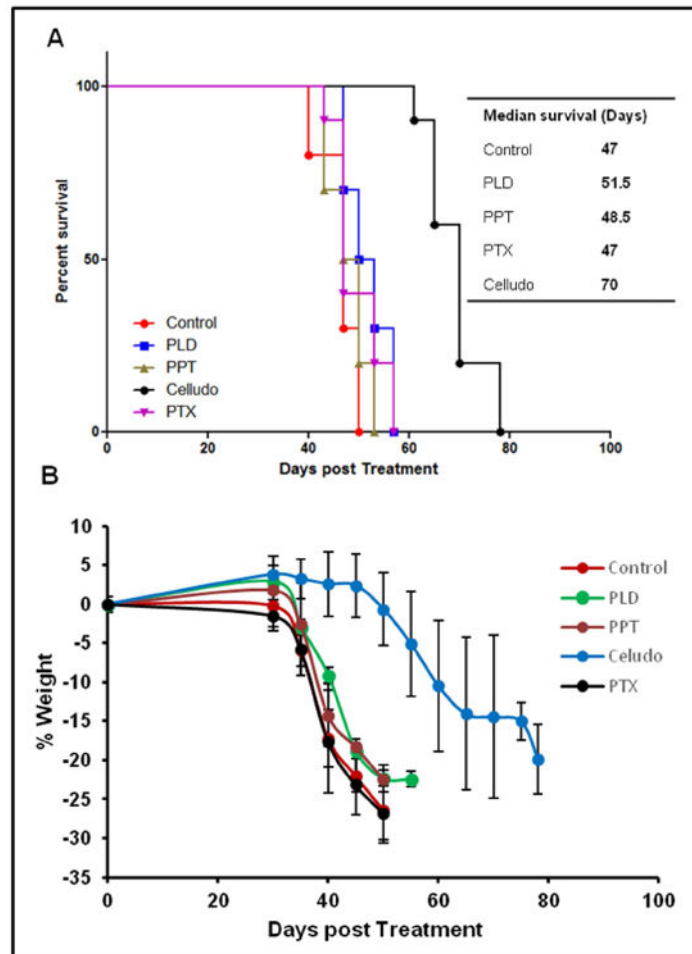 A
100
50
0
Percent survival
Control
PLD
PPT
Celludo
PTX
Median survival (Days)
Control 47
PLD 51.5
PPT 48.5
PTX 47
Celludo 70
0 20 40 60 80 100
Days post Treatment
B
10
5
0
-5
-10
-15
-20
-25
-30
-35
% Weight
Control
PLD
PPT
Celudo
PTX
0 20 40 60 80 100
Days post Treatment